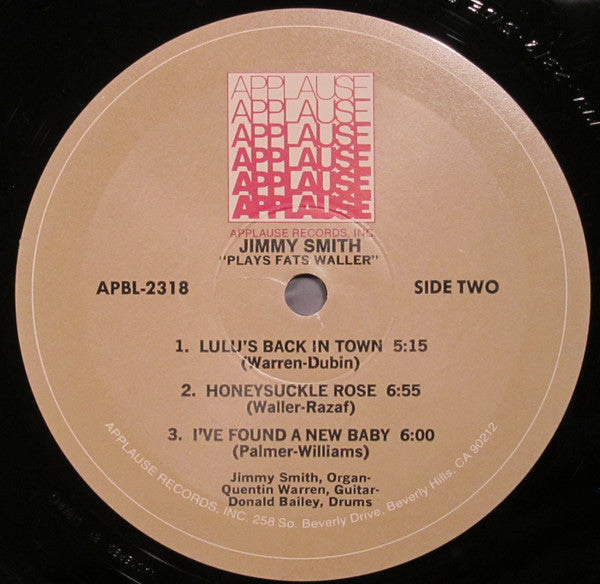 APPLAUSE
APPLAUSE
APPLAUSE
APPLAUSE
APPLAUSE
APPLAUSE
APPLAUSE RECORDS, INC.
JIMMY SMITH
"PLAYS FATS WALLER"
APBL-2318
SIDE TWO
1. LULU'S BACK IN TOWN 5:15
(Warren-Dubin)
2. HONEYSUCKLE ROSE 6:55
(Waller-Razaf)
3. I'VE FOUND A NEW BABY 6:00
(Palmer-Williams)
Jimmy Smith, Organ-
Quentin Warren, Guitar-
Donald Bailey, Drums
APPLAUSE RECORDS, INC. 258 So. Beverly Drive, Beverly Hills, CA 90212